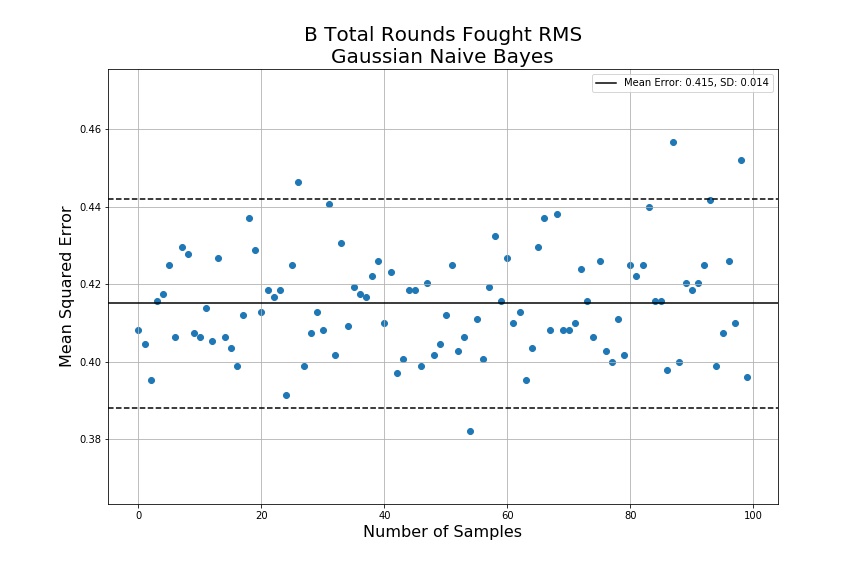 B Total Rounds Fought RMS
Gaussian Naive Bayes
Mean Error: 0.415, SD: 0.014
Mean Squared Error
0.46
0.44
0.42
0.40
0.38
0 20 40 60 80 100
Number of Samples